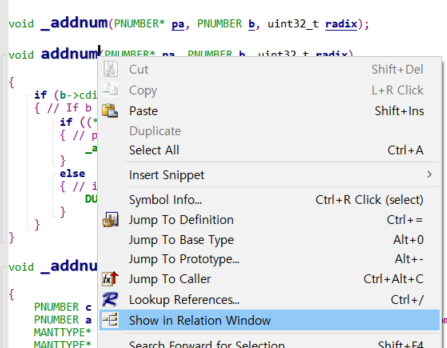 void _addnum(PNUMBER* pa, PNUMBER b, uint32_t radix);
void addnum(PNUMBER* pa, PNUMBER b, uint32_t radix)
{
if (b->cdi
{ // If b
if ((*
{ // p
_a
}
else
{ // i
DU
}
}
}
void _addnu
{
PNUMBER c
PNUMBER a
MANTTYPE*
MANTTYPE*
Cut Shift+Del
Copy L+R Click
Paste Shift+Ins
Duplicate
Select All Ctrl+A
Insert Snippet >
Symbol Info... Ctrl+R Click (select)
Jump To Definition Ctrl+=
Jump To Base Type Alt+0
Jump To Prototype... Alt+-
Jump To Caller Ctrl+Alt+C
Lookup References... Ctrl+/
Show in Relation Window
Search Forward for Selection Shift+F4